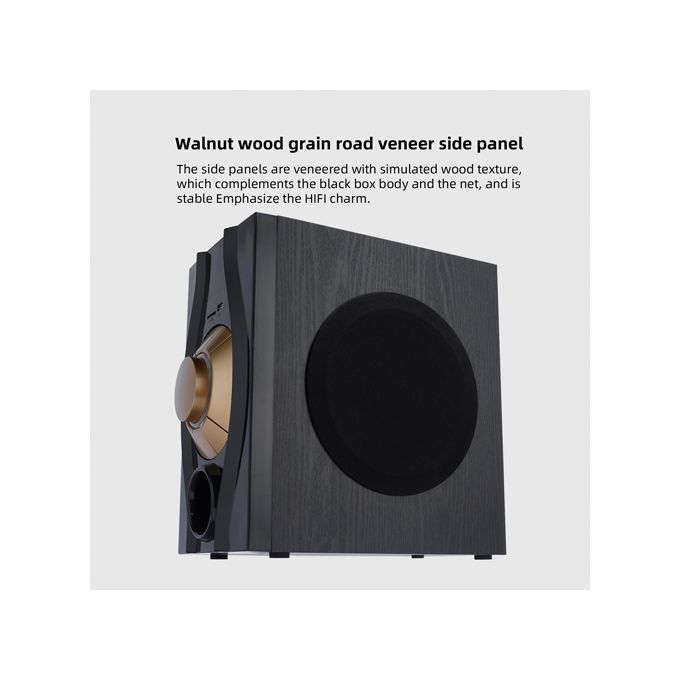 Walnut wood grain road veneer side panel
The side panels are veneered with simulated wood texture,
which complements the black box body and the net, and is
stable Emphasize the HIFI charm.